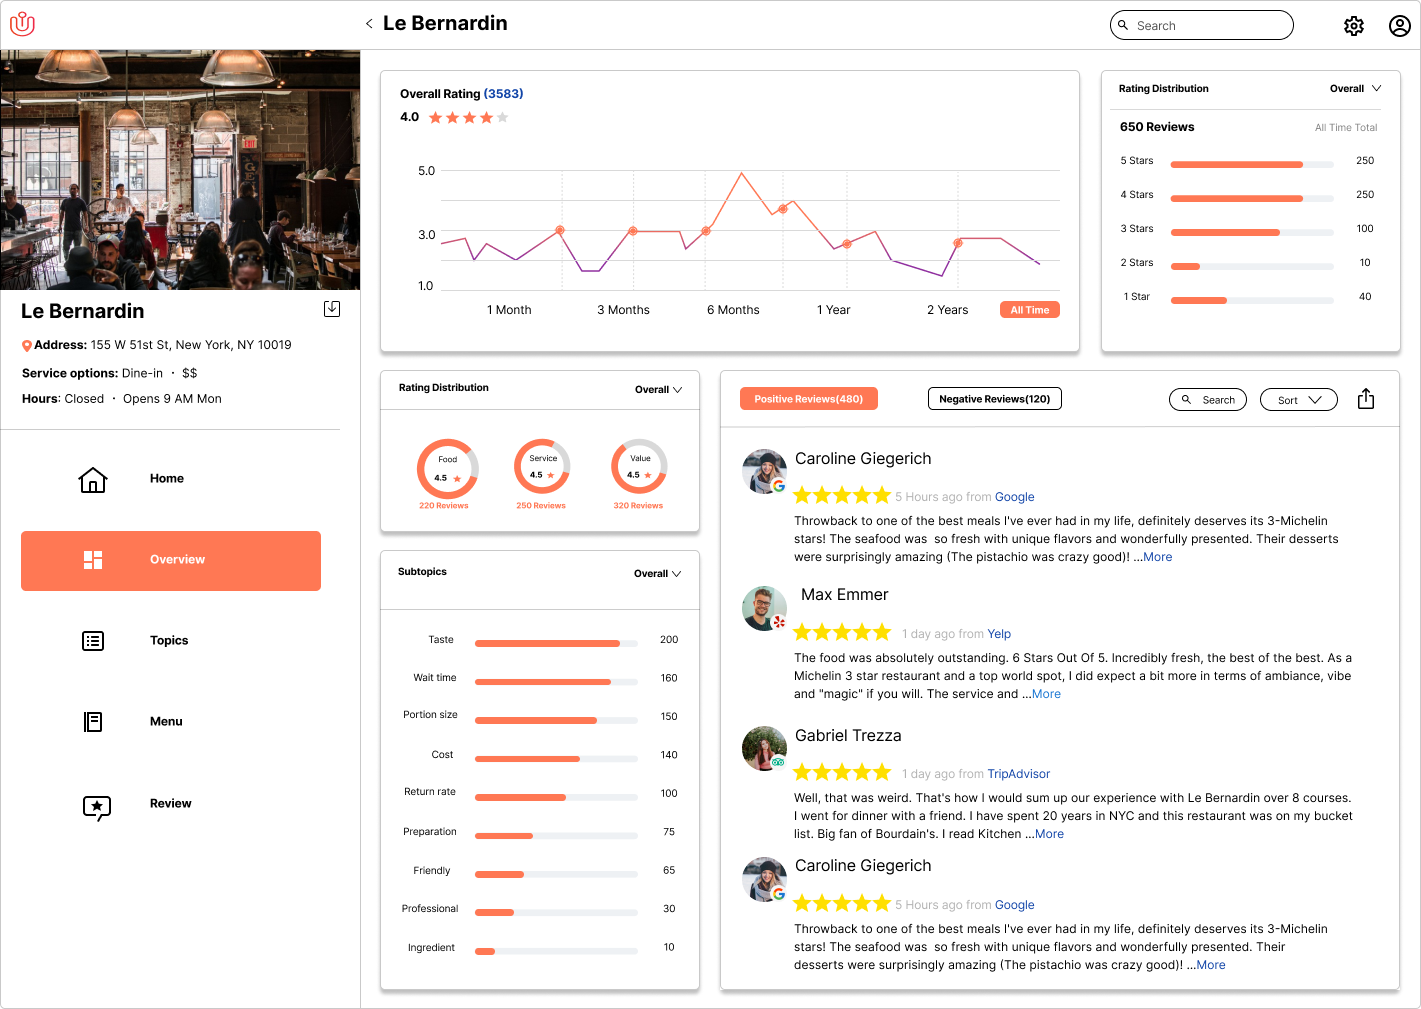 Le Bernardin
Search
Le Bernardin
Address: 155 W 51st St, New York, NY 10019
Service options: Dine-in · $$
Hours: Closed · Opens 9 AM Mon
Home
Overview
Topics
Menu
Review
Overall Rating (3583)
4.0
5.0
3.0
1.0
1 Month
3 Months
6 Months
1 Year
2 Years
All Time
Rating Distribution
Overall
650 Reviews
All Time Total
5 Stars 250
4 Stars 250
3 Stars 100
2 Stars 10
1 Star 40
Rating Distribution
Overall
Food
4.5
220 Reviews
Service
4.5
250 Reviews
Value
4.5
320 Reviews
Subtopics
Overall
Taste 200
Wait time 160
Portion size 150
Cost 140
Return rate 100
Preparation 75
Friendly 65
Professional 30
Ingredient 10
Positive Reviews(480)
Negative Reviews(120)
Search
Sort
Caroline Giegerich
5 Hours ago from Google
Throwback to one of the best meals I've ever had in my life, definitely deserves its 3-Michelin
stars! The seafood was  so fresh with unique flavors and wonderfully presented. Their desserts
were surprisingly amazing (The pistachio was crazy good)! ...More
Max Emmer
1 day ago from Yelp
The food was absolutely outstanding. 6 Stars Out Of 5. Incredibly fresh, the best of the best. As a
Michelin 3 star restaurant and a top world spot, I did expect a bit more in terms of ambiance, vibe
and "magic" if you will. The service and ...More
Gabriel Trezza
1 day ago from TripAdvisor
Well, that was weird. That's how I would sum up our experience with Le Bernardin over 8 courses.
I went for dinner with a friend. I have spent 20 years in NYC and this restaurant was on my bucket
list. Big fan of Bourdain's. I read Kitchen ...More
Caroline Giegerich
5 Hours ago from Google
Throwback to one of the best meals I've ever had in my life, definitely deserves its 3-Michelin
stars! The seafood was  so fresh with unique flavors and wonderfully presented. Their
desserts were surprisingly amazing (The pistachio was crazy good)! ...More